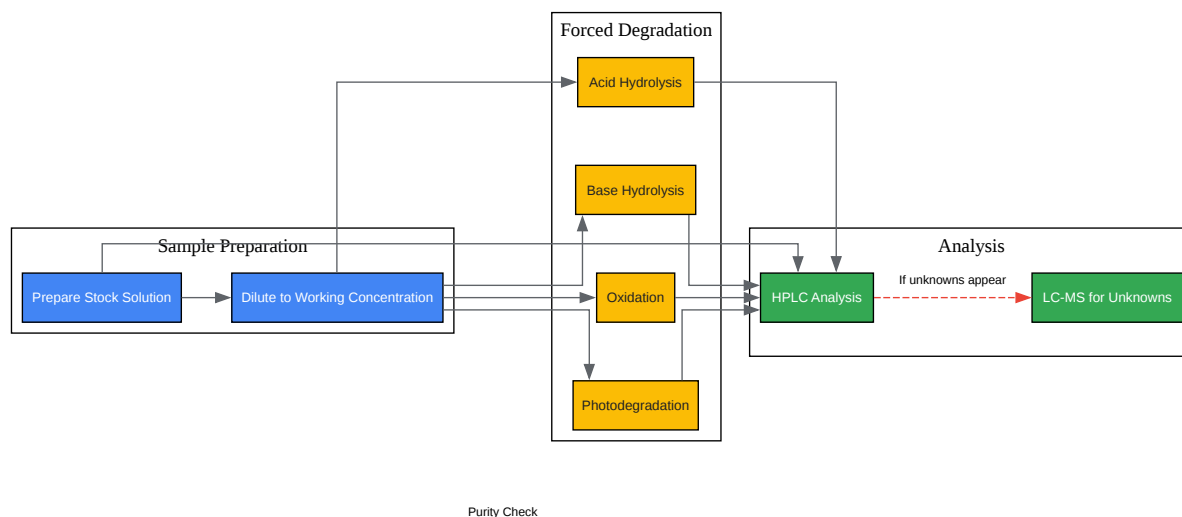 Forced Degradation
Acid Hydrolysis
Base Hydrolysis
Sample Preparation
Analysis
Prepare Stock Solution
Dilute to Working Concentration
Oxidation
HPLC Analysis
If unknowns appear
LC-MS for Unknowns
Photodegradation
Purity Check